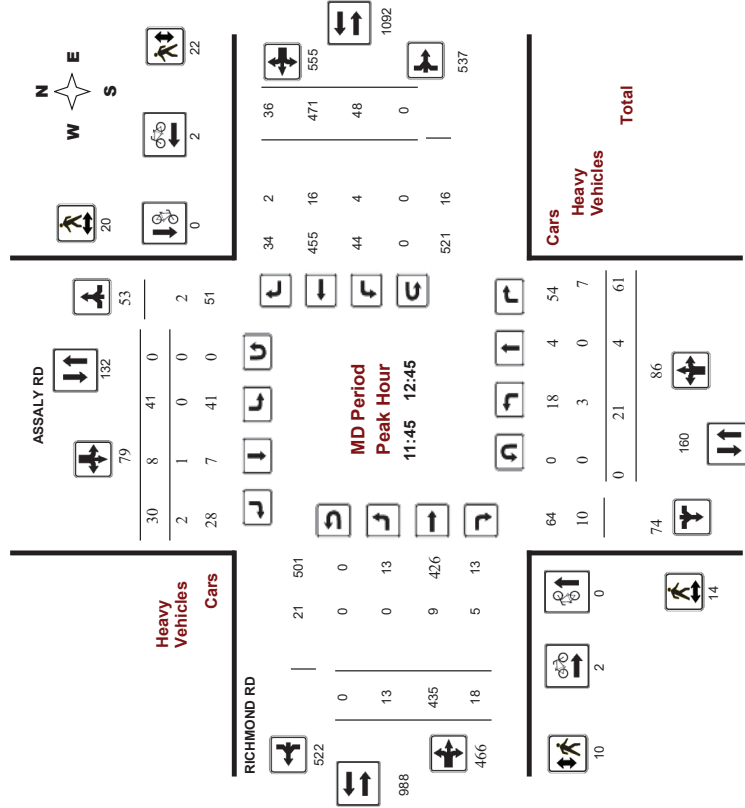 N
W E
S
20
22
0
2
ASSALY RD
79
132
53
30 8 41 0
2 1 0 0 2
28 7 41 0 51
Heavy
Vehicles
Cars
RICHMOND RD
522
988
466
21 501
0 0 0
13 0 13
435 9 426
18 5 13
MD Period
Peak Hour
11:45 12:45
34 2 36
455 16 471
44 4 48
0 0 0
521 16
555
1092
537
64 0 18 4 54 Cars
10 0 3 0 7 Heavy
Vehicles
0 21 4 61 Total
74
160
86
10
2
0
14